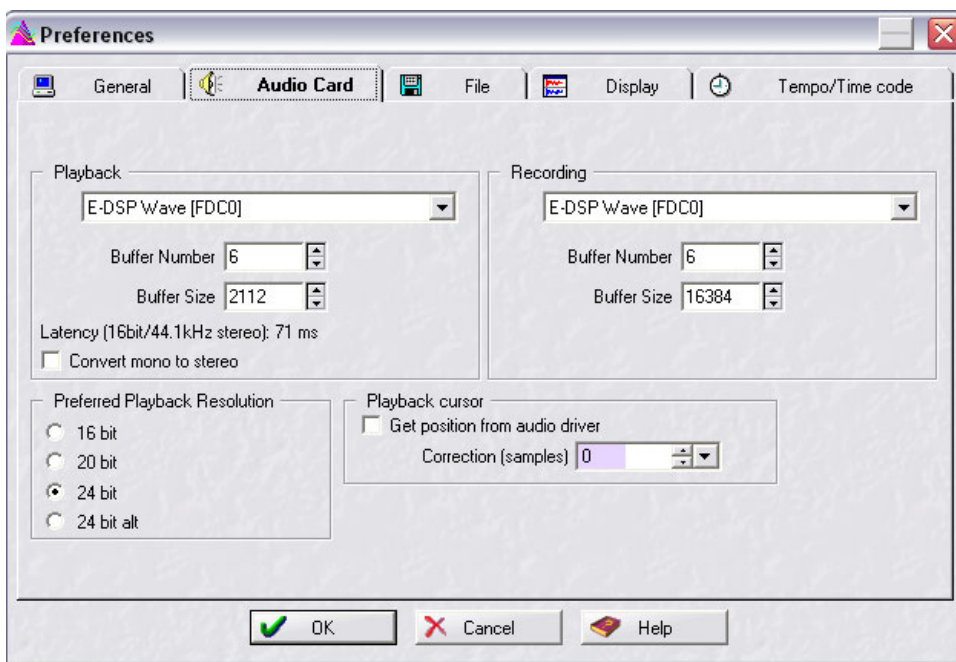 Preferences
General
Audio Card
File
Display
Tempo/Time code
Playback
E-DSP Wave [FDC0]
Buffer Number 6
Buffer Size 2112
Latency (16bit/44.1kHz stereo): 71 ms
Convert mono to stereo
Recording
E-DSP Wave [FDC0]
Buffer Number 6
Buffer Size 16384
Preferred Playback Resolution
16 bit
20 bit
24 bit
24 bit alt
Playback cursor
Get position from audio driver
Correction (samples) 0
OK
Cancel
Help